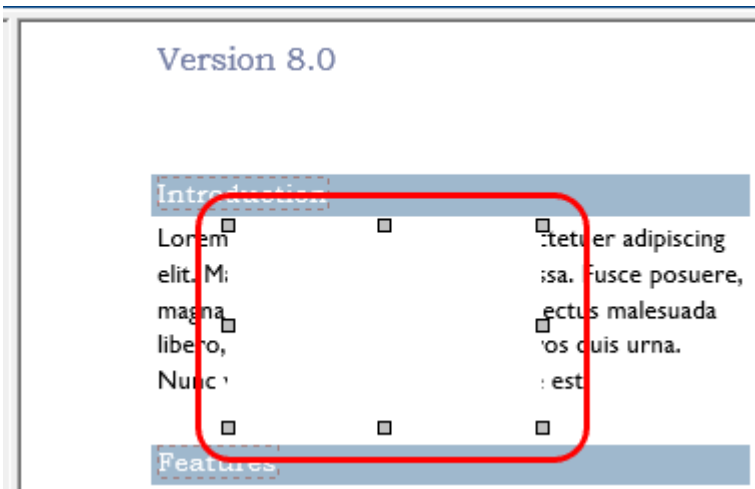 Version 8.0
Introduction
Lorem tetuer adipiscing
elit. Fusce posuere,
magna ectus malesuada
libero, os quis urna.
Nunc est
Features